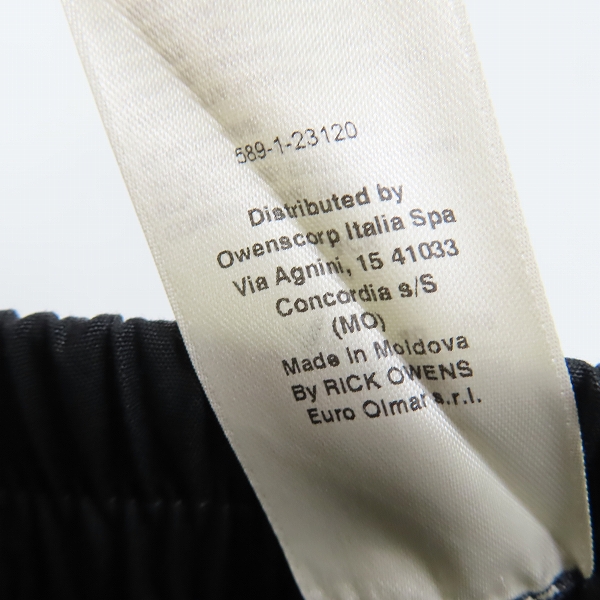 589-1-23120
Distributed by
Owenscorp Italia Spa
Via Agnini, 15 41033
Concordia s/S
(MO)
Made in Moldova
By RICK OWENS
Euro Olmar s.r.l.